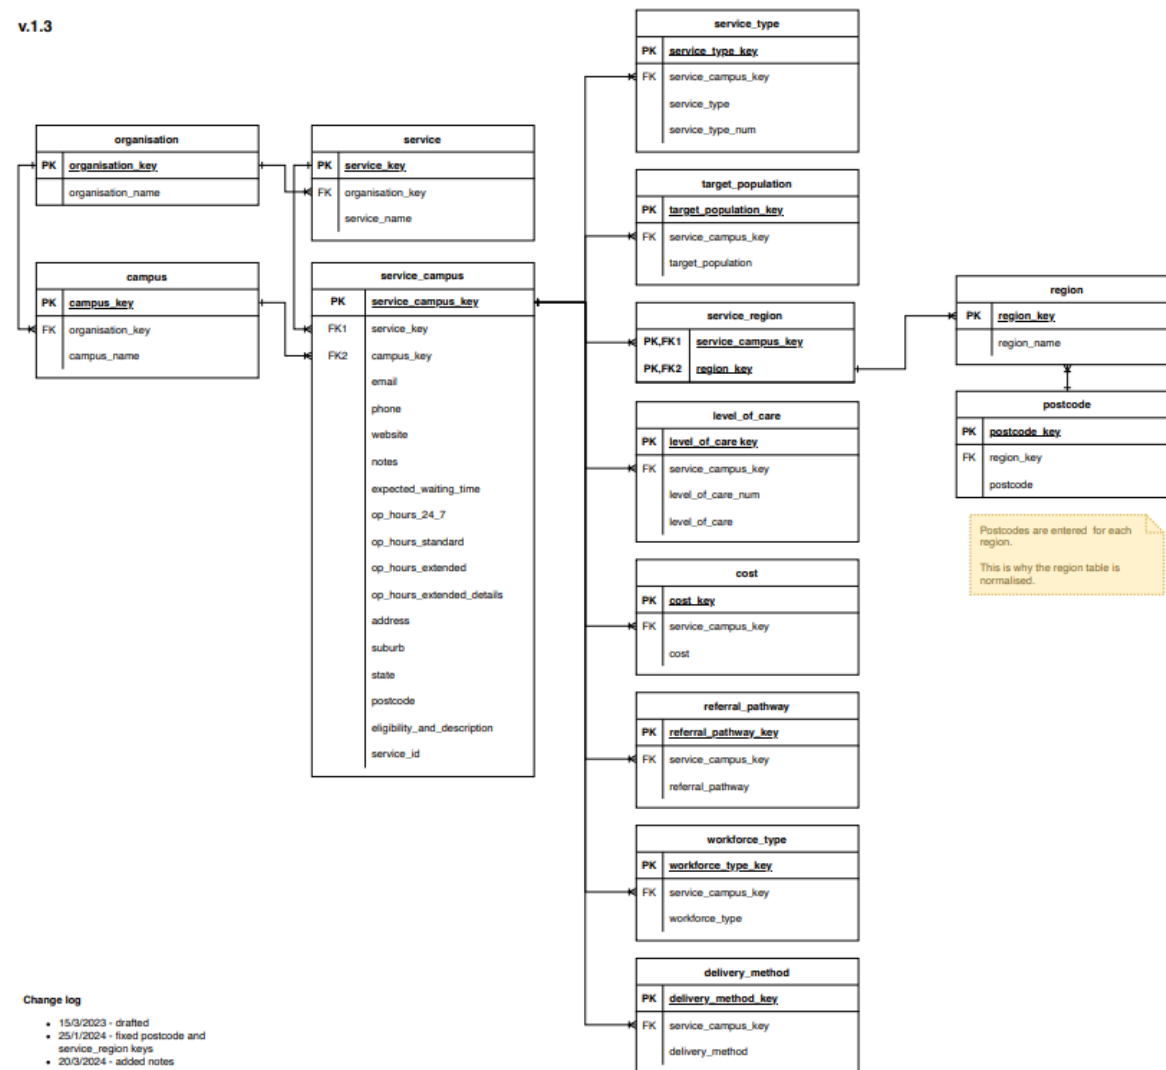 v.1.3
organisation
PK organisation_key
organisation_name
service
PK service_key
FK organisation_key
service_name
campus
PK campus_key
FK organisation_key
campus_name
service_campus
PK service_campus_key
FK1 service_key
FK2 campus_key
email
phone
website
notes
expected_waiting_time
op_hours_24_7
op_hours_standard
op_hours_extended
op_hours_extended_details
address
suburb
state
postcode
eligibility_and_description
service_id
service_type
PK service_type_key
FK service_campus_key
service_type
service_type_num
target_population
PK target_population_key
FK service_campus_key
target_population
service_region
PK,FK1 service_campus_key
PK,FK2 region_key
level_of_care
PK level_of_care key
FK service_campus_key
level_of_care_num
level_of_care
cost
PK cost_key
FK service_campus_key
cost
referral_pathway
PK referral_pathway_key
FK service_campus_key
referral_pathway
workforce_type
PK workforce_type_key
FK service_campus_key
workforce_type
delivery_method
PK delivery_method_key
FK service_campus_key
delivery_method
region
PK region_key
region_name
postcode
PK postcode_key
FK region_key
postcode
Postcodes are entered for each
region.
This is why the region table is
normalised.
Change log
• 15/3/2023 - drafted
• 25/1/2024 - fixed postcode and
service_region keys
• 20/3/2024 - added notes